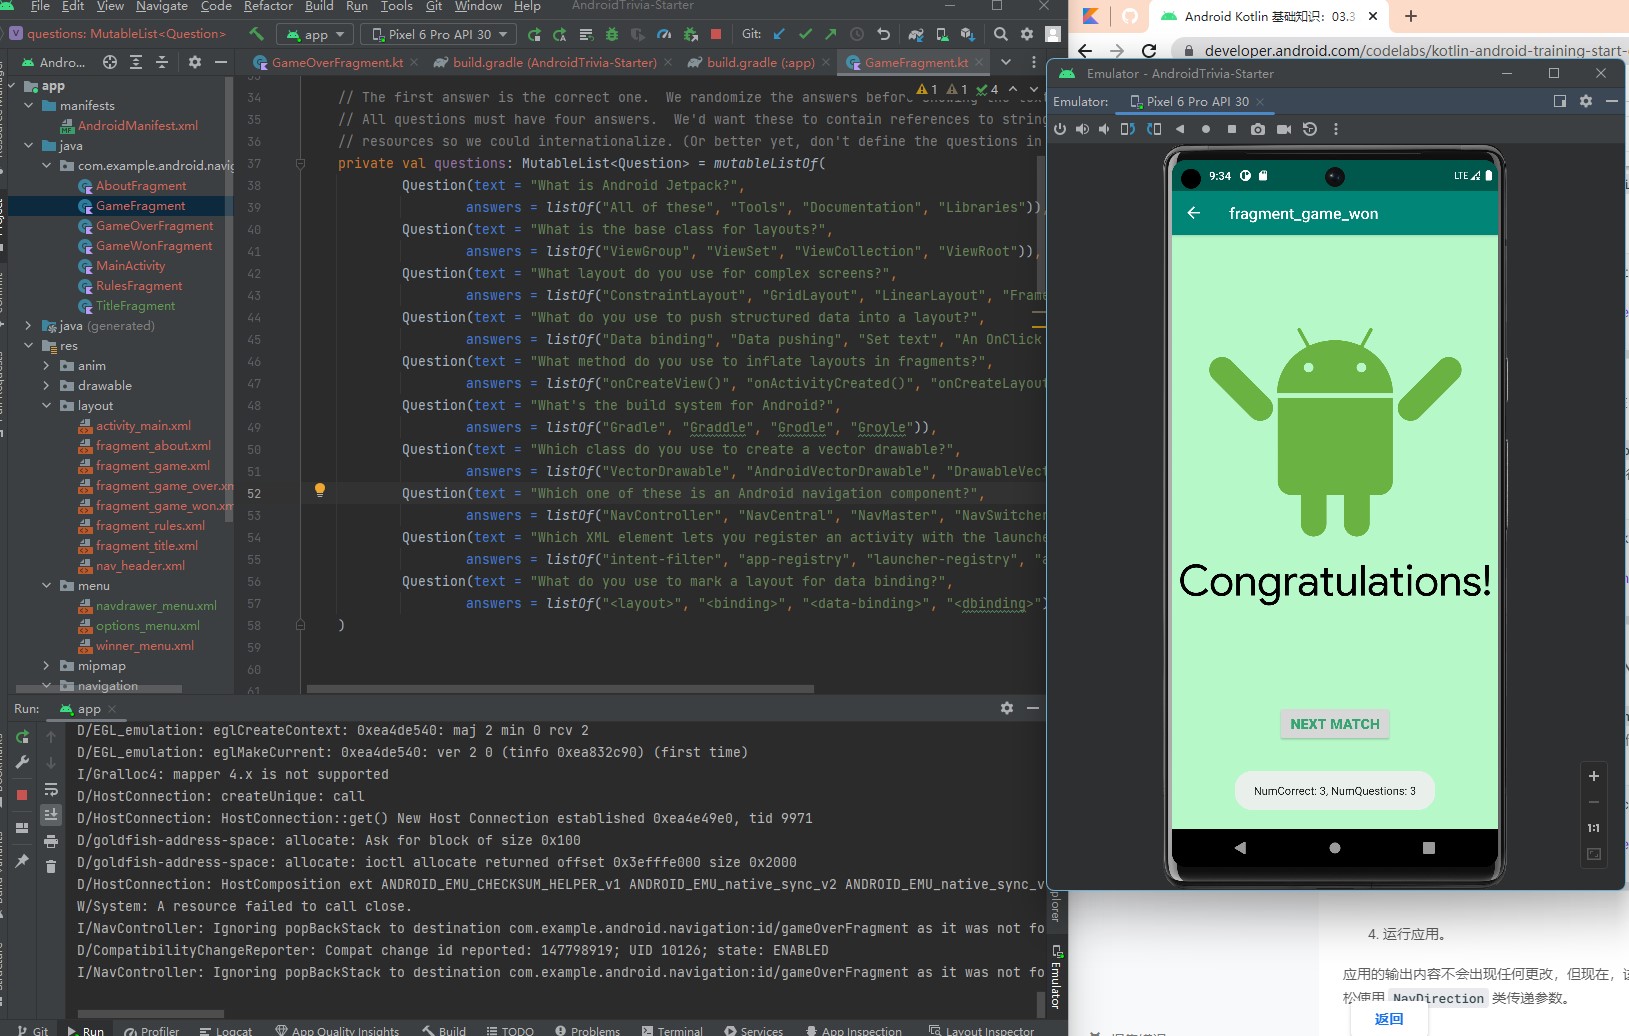 File Edit View Navigate Code Refactor Build Run Tools Git Window Help AndroidTrivia-Starter
questions: MutableList<Question> app Pixel 6 Pro API 30 Git:
Andro... GameOverFragment.kt build.gradle (AndroidTrivia-Starter) build.gradle (:app) GameFragment.kt
app
manifests
AndroidManifest.xml
java
com.example.android.navig
AboutFragment
GameFragment
GameOverFragment
GameWonFragment
MainActivity
RulesFragment
TitleFragment
java (generated)
res
anim
drawable
layout
activity_main.xml
fragment_about.xml
fragment_game.xml
fragment_game_over.xn
fragment_game_won.xm
fragment_rules.xml
fragment_title.xml
nav_header.xml
menu
navdrawer_menu.xml
options_menu.xml
winner_menu.xml
mipmap
navigation
1 1 4
34 // The first answer is the correct one. We randomize the answers before
35 // All questions must have four answers. We'd want these to contain references to string
36 // resources so we could internationalize. (Or better yet, don't define the questions in
37 private val questions: MutableList<Question> = mutableListOf(
38 Question(text = "What is Android Jetpack?",
39 answers = listOf("All of these", "Tools", "Documentation", "Libraries")),
40 Question(text = "What is the base class for layouts?",
41 answers = listOf("ViewGroup", "ViewSet", "ViewCollection", "ViewRoot")),
42 Question(text = "What layout do you use for complex screens?",
43 answers = listOf("ConstraintLayout", "GridLayout", "LinearLayout", "Frame
44 Question(text = "What do you use to push structured data into a layout?",
45 answers = listOf("Data binding", "Data pushing", "Set text", "An OnClick
46 Question(text = "What method do you use to inflate layouts in fragments?",
47 answers = listOf("onCreateView()", "onActivityCreated()", "onCreateLayout
48 Question(text = "What's the build system for Android?",
49 answers = listOf("Gradle", "Graddle", "Grodle", "Groyle")),
50 Question(text = "Which class do you use to create a vector drawable?",
51 answers = listOf("VectorDrawable", "AndroidVectorDrawable", "DrawableVect
52 Question(text = "Which one of these is an Android navigation component?",
53 answers = listOf("NavController", "NavCentral", "NavMaster", "NavSwitcher
54 Question(text = "Which XML element lets you register an activity with the launche
55 answers = listOf("intent-filter", "app-registry", "launcher-registry", "a
56 Question(text = "What do you use to mark a layout for data binding?",
57 answers = listOf("<layout>", "<binding>", "<data-binding>", "<dbinding>")
58 )
59
60
61
Run: app
D/EGL_emulation: eglCreateContext: 0xea4de540: maj 2 min 0 rcv 2
D/EGL_emulation: eglMakeCurrent: 0xea4de540: ver 2 0 (tinfo 0xea832c90) (first time)
I/Gralloc4: mapper 4.x is not supported
D/HostConnection: createUnique: call
D/HostConnection: HostConnection::get() New Host Connection established 0xea4e49e0, tid 9971
D/goldfish-address-space: allocate: Ask for block of size 0x100
D/goldfish-address-space: allocate: ioctl allocate returned offset 0x3efffe000 size 0x2000
D/HostConnection: HostComposition ext ANDROID_EMU_CHECKSUM_HELPER_v1 ANDROID_EMU_native_sync_v2 ANDROID_EMU_native_sync_v
W/System: A resource failed to call close.
I/NavController: Ignoring popBackStack to destination com.example.android.navigation:id/gameOverFragment as it was not fo
D/CompatibilityChangeReporter: Compat change id reported: 147798919; UID 10126; state: ENABLED
I/NavController: Ignoring popBackStack to destination com.example.android.navigation:id/gameOverFragment as it was not fo
Git Run Profiler Logcat App Quality Insights Build TODO Problems Terminal Services App Inspection Layout Inspector
Emulator
Android Kotlin 基础知识：03.3
developer.android.com/codelabs/kotlin-android-training-start-
Emulator - AndroidTrivia-Starter
Emulator: Pixel 6 Pro API 30
9:34 LTE
fragment_game_won
Congratulations!
NEXT MATCH
NumCorrect: 3, NumQuestions: 3
1:1
4. 运行应用。
应用的输出内容不会出现任何更改，但现在，
松使用 NavDirection 类传递参数。
返回